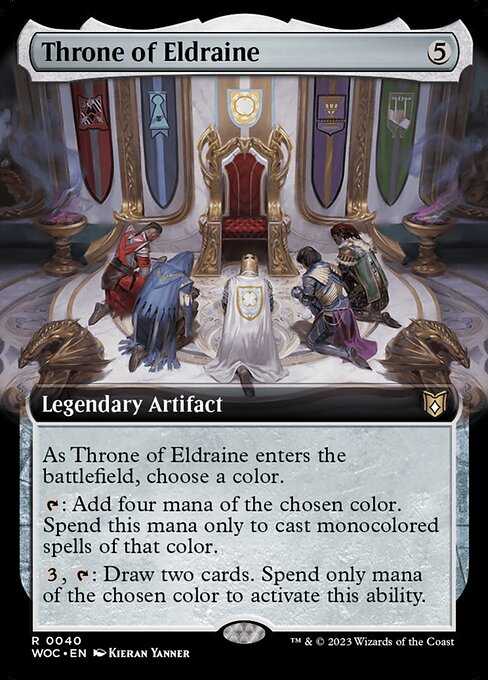 Throne of Eldraine 5
Legendary Artifact
As Throne of Eldraine enters the
battlefield, choose a color.
: Add four mana of the chosen color.
Spend this mana only to cast monocolored
spells of that color.
3, : Draw two cards. Spend only mana
of the chosen color to activate this ability.
R 0040
WOC • EN KIERAN YANNER
™ & © 2023 Wizards of the Coast